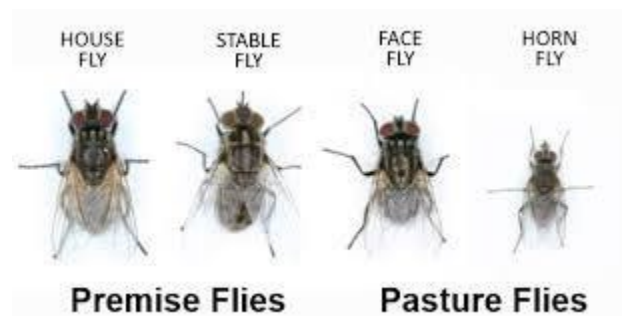 HOUSE
FLY
STABLE
FLY
FACE
FLY
HORN
FLY
Premise Flies
Pasture Flies